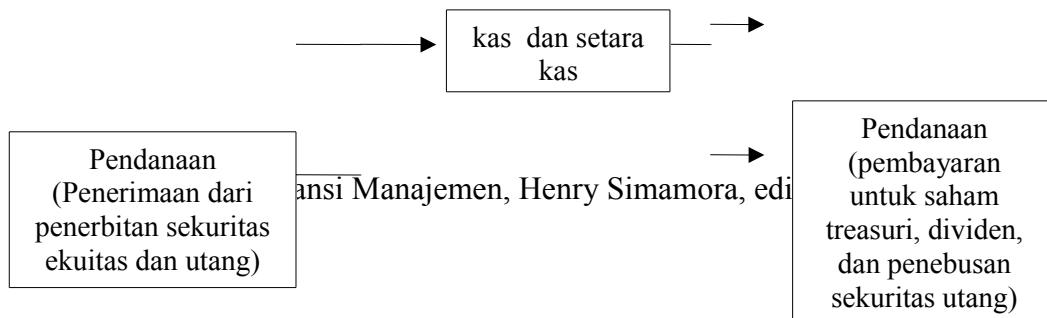 kas dan setara
kas
Pendanaan
(Penerimaan dari
penerbitan sekuritas
ekuitas dan utang)
ansi Manajemen, Henry Simamora, edi
Pendanaan
(pembayaran
untuk saham
treasuri, dividen,
dan penebusan
sekuritas utang)